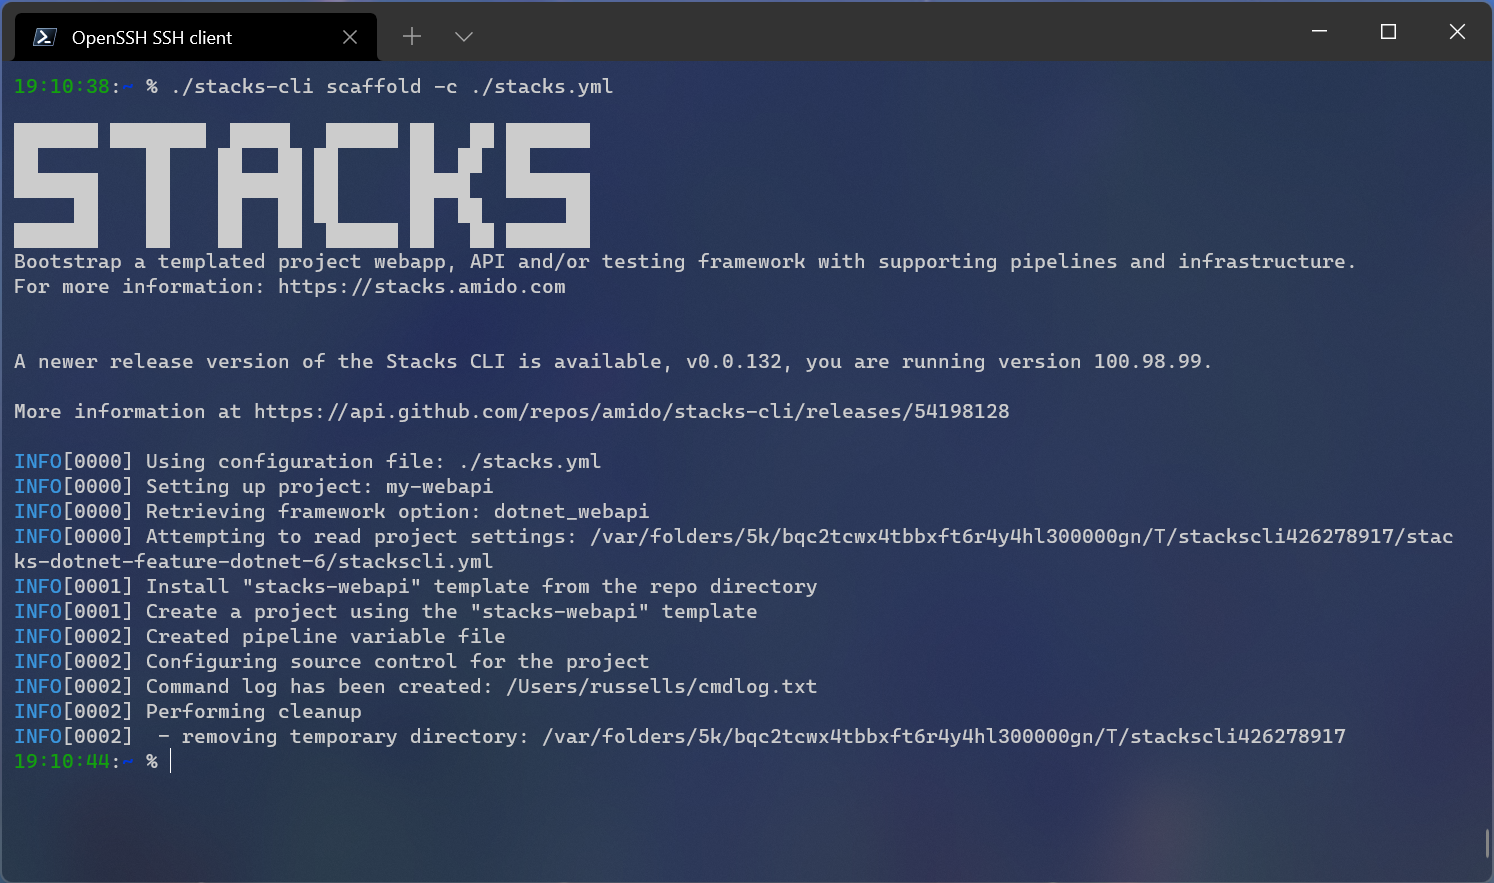 OpenSSH SSH client
19:10:38:~ % ./stacks-cli scaffold -c ./stacks.yml
STACKS
Bootstrap a templated project webapp, API and/or testing framework with supporting pipelines and infrastructure.
For more information: https://stacks.amido.com
A newer release version of the Stacks CLI is available, v0.0.132, you are running version 100.98.99.
More information at https://api.github.com/repos/amido/stacks-cli/releases/54198128
INFO[0000] Using configuration file: ./stacks.yml
INFO[0000] Setting up project: my-webapi
INFO[0000] Retrieving framework option: dotnet_webapi
INFO[0000] Attempting to read project settings: /var/folders/5k/bqc2tcwx4tbbxft6r4y4hl300000gn/T/stackscli426278917/stac
ks-dotnet-feature-dotnet-6/stackscli.yml
INFO[0001] Install "stacks-webapi" template from the repo directory
INFO[0001] Create a project using the "stacks-webapi" template
INFO[0002] Created pipeline variable file
INFO[0002] Configuring source control for the project
INFO[0002] Command log has been created: /Users/russells/cmdlog.txt
INFO[0002] Performing cleanup
INFO[0002]  - removing temporary directory: /var/folders/5k/bqc2tcwx4tbbxft6r4y4hl300000gn/T/stackscli426278917
19:10:44:~ %